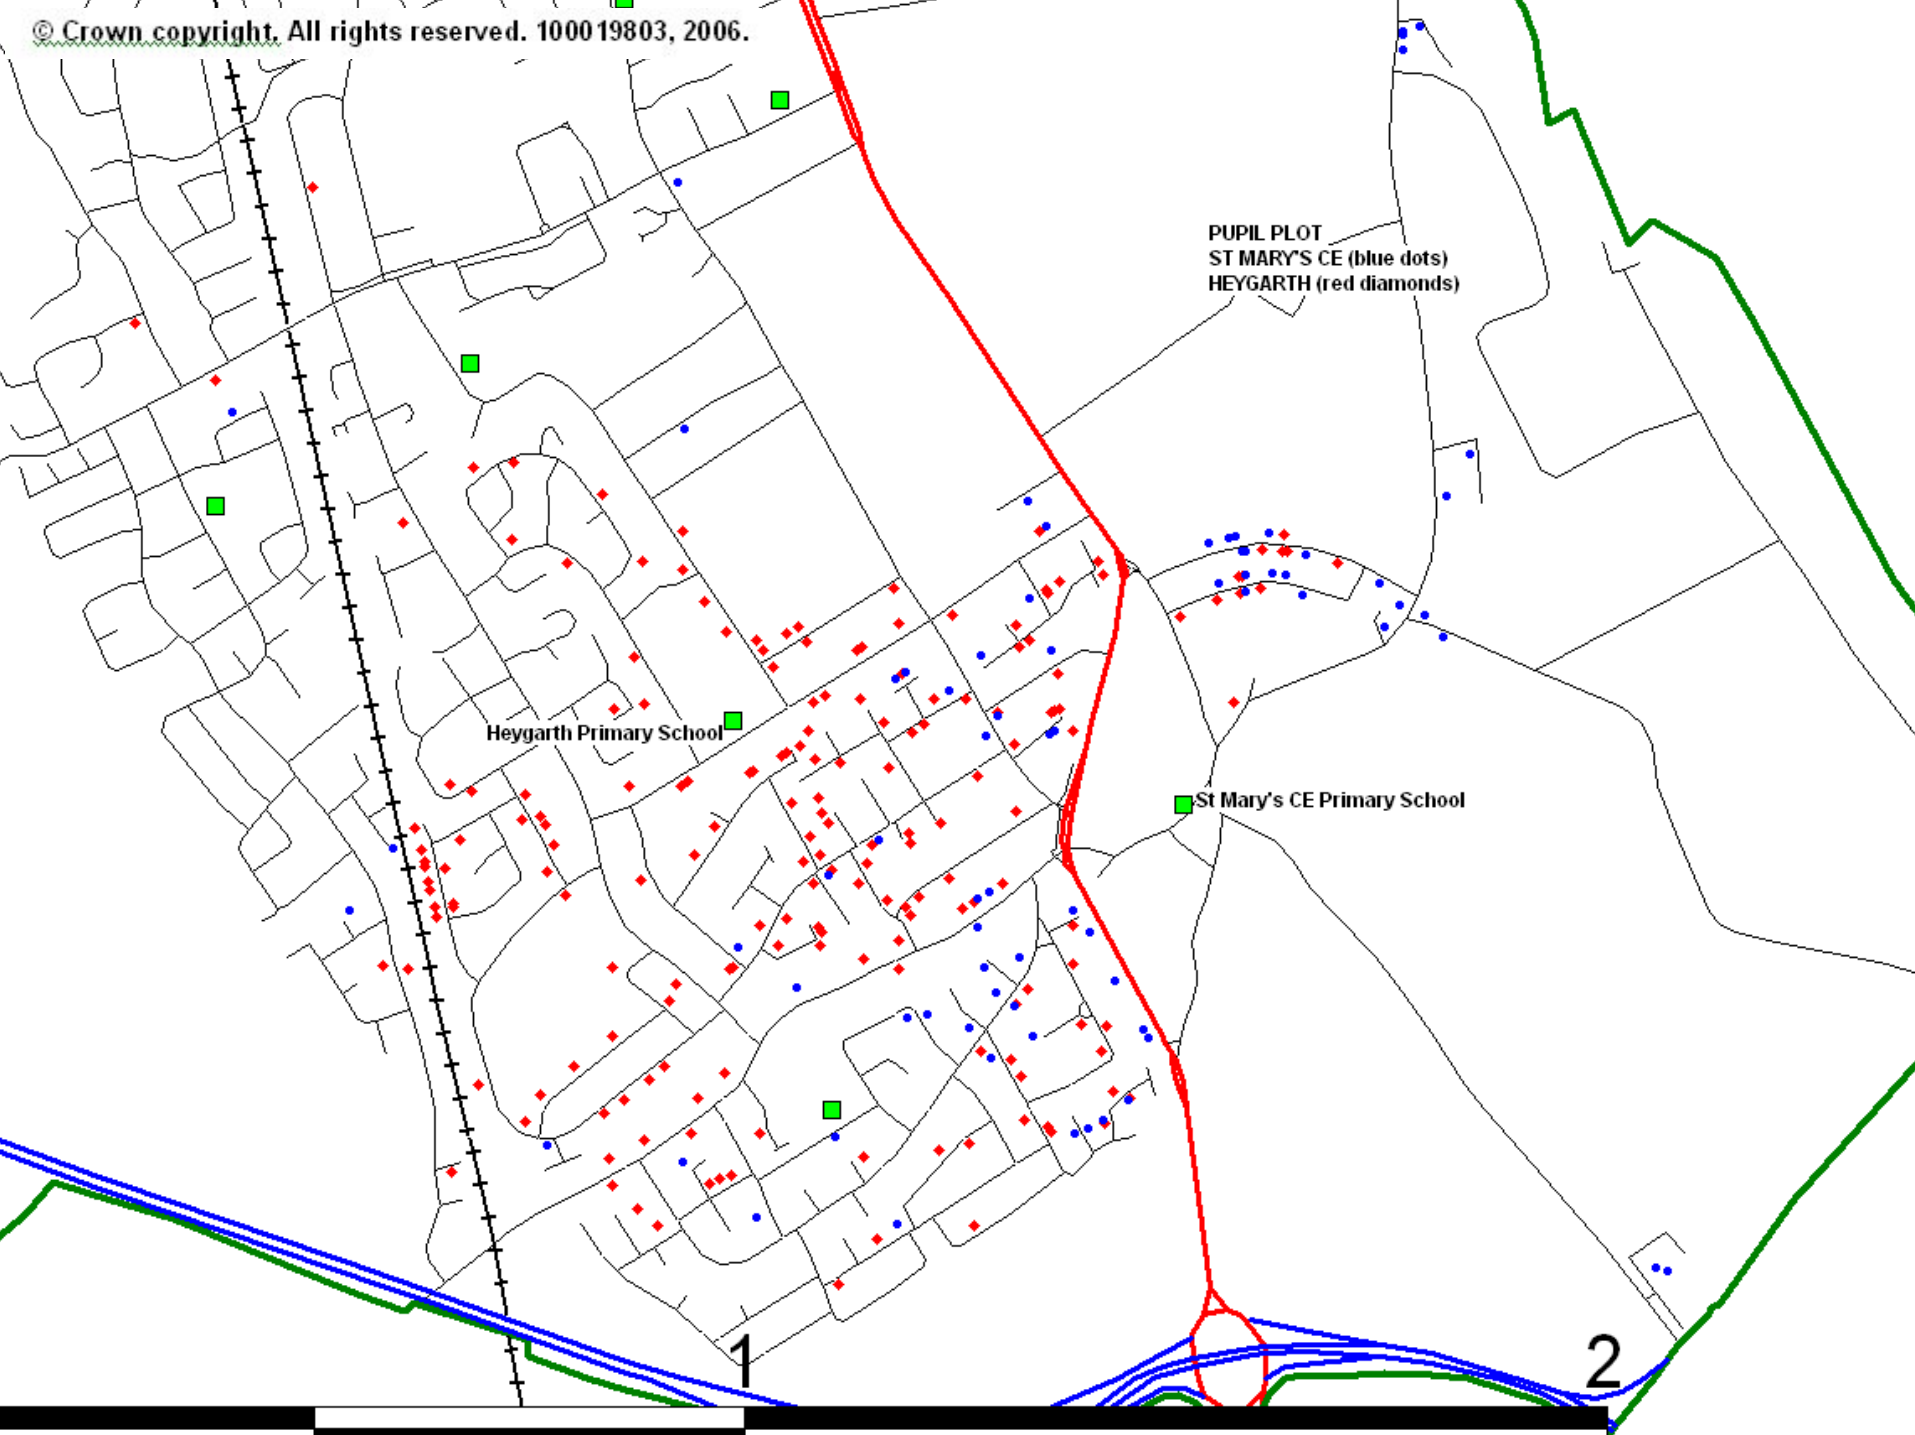 © Crown copyright. All rights reserved. 100019803, 2006.
PUPIL PLOT
ST MARY'S CE (blue dots)
HEYGARTH (red diamonds)
Heygarth Primary School
St Mary's CE Primary School
1
2